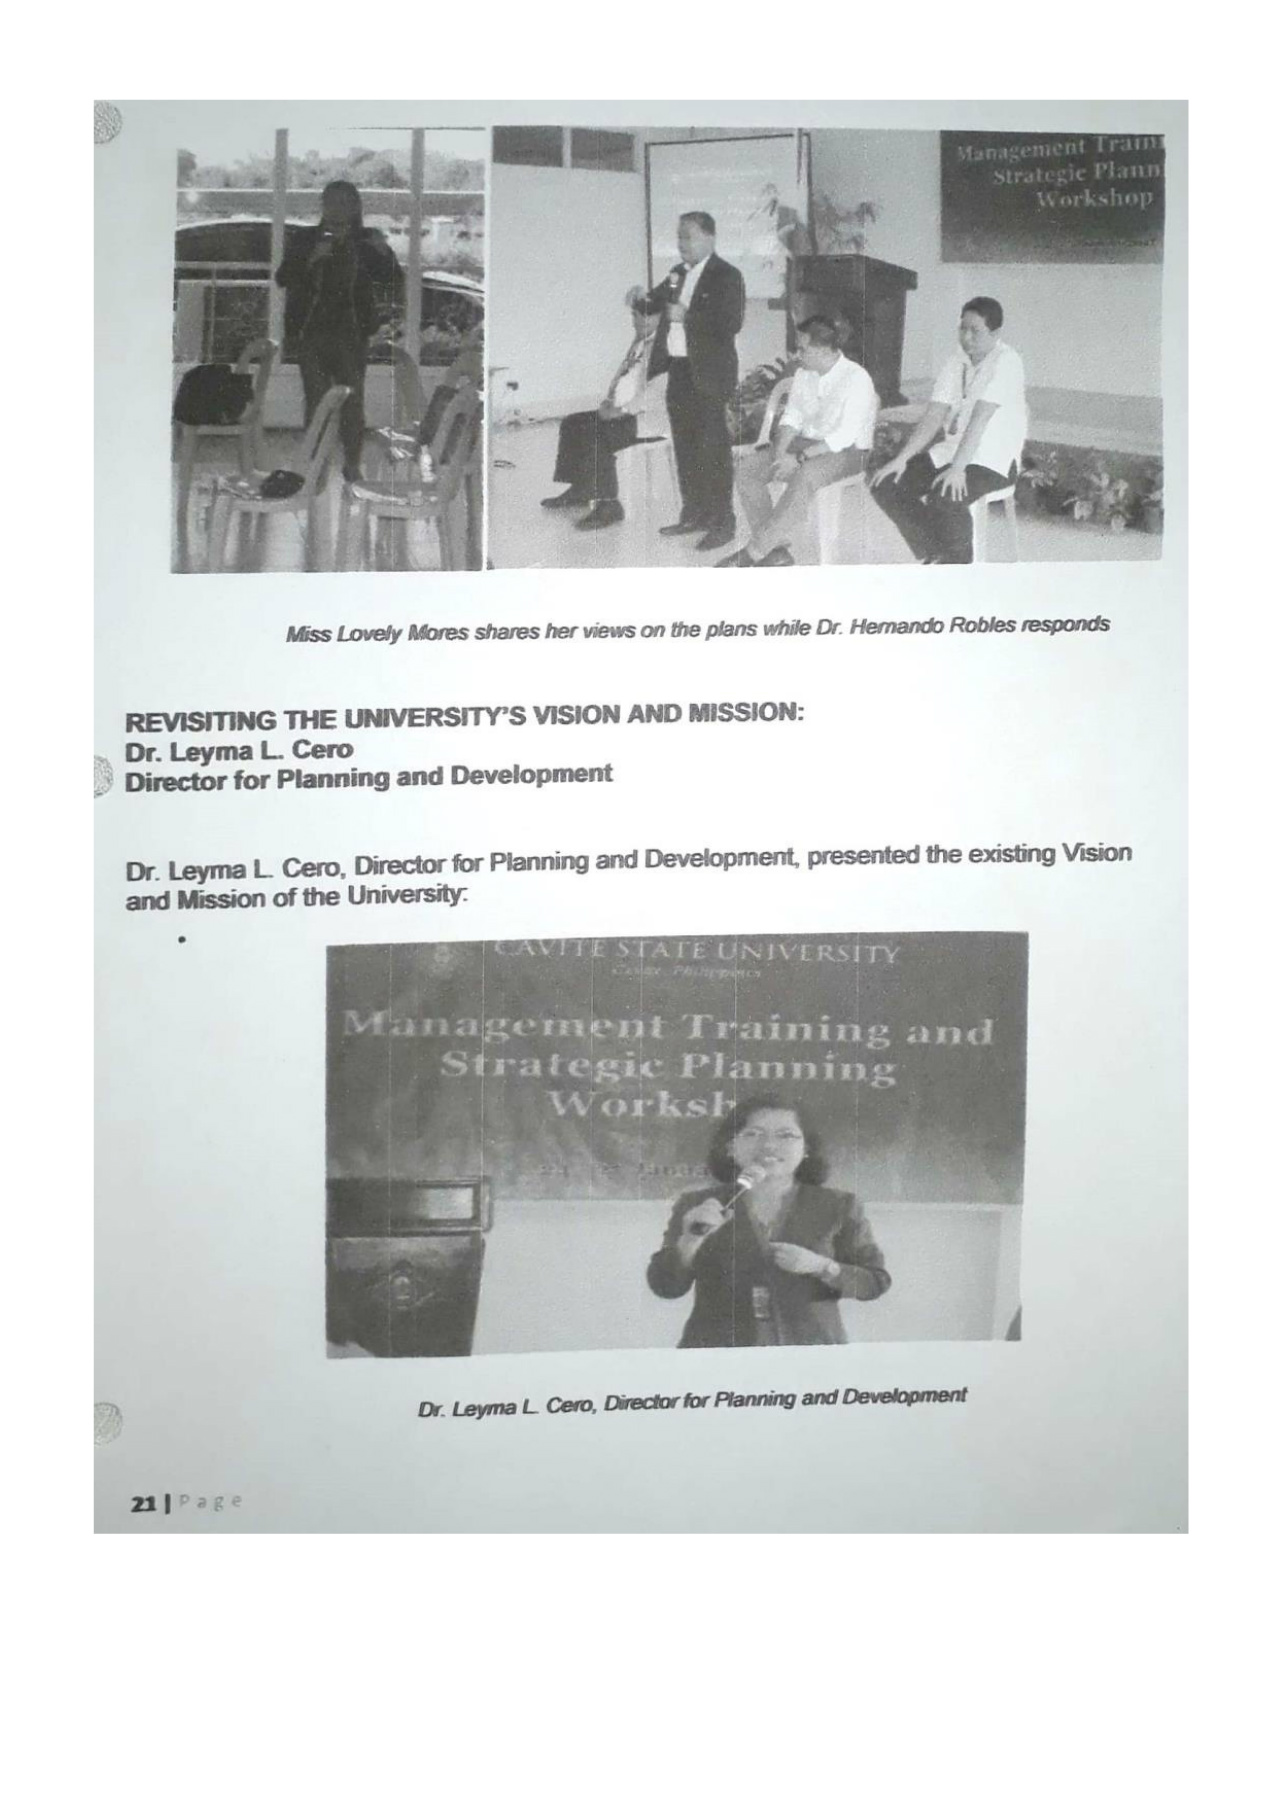 Management Train
Strategic Plann
Workshop
Miss Lovely Mores shares her views on the plans while Dr. Hernando Robles responds
REVISITING THE UNIVERSITY'S VISION AND MISSION:
Dr. Leyma L. Cero
Director for Planning and Development
Dr. Leyma L. Cero, Director for Planning and Development, presented the existing Vision
and Mission of the University:
•
CAVITE STATE UNIVERSITY
Cavite, Philippines
Management Training and
Strategic Planning
Worksh
Dr. Leyma L. Cero, Director for Planning and Development
21 | Page